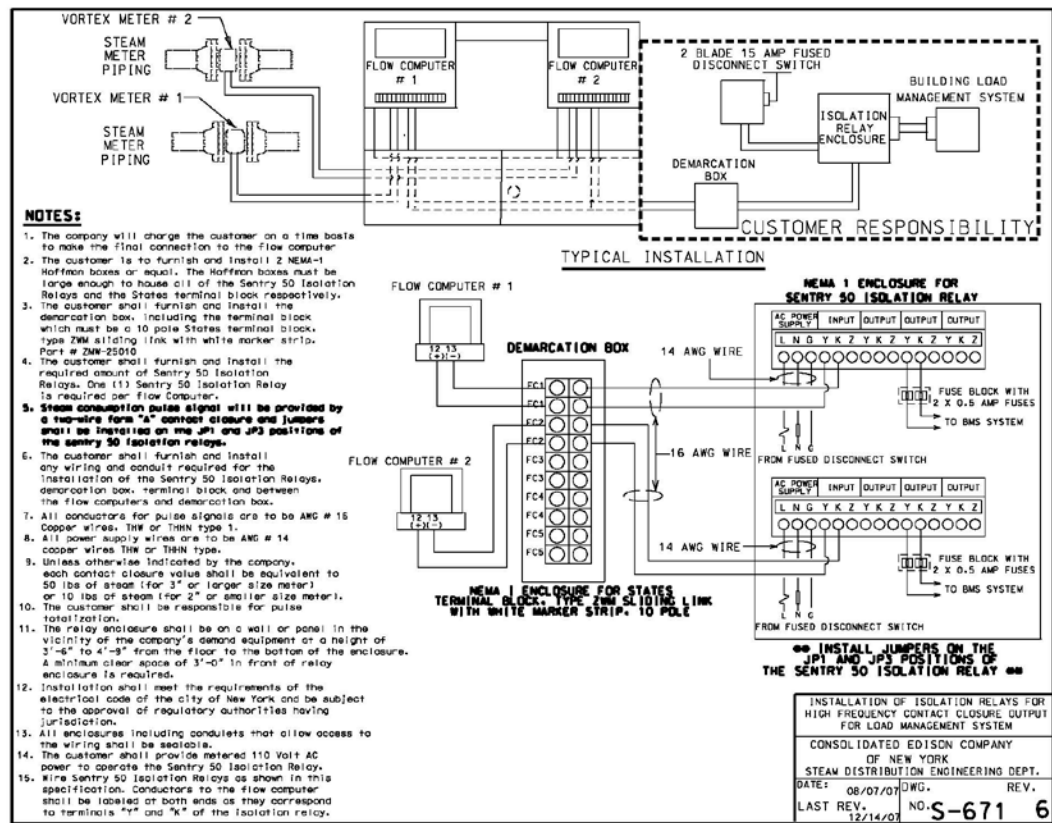 VORTEX METER # 2
STEAM
METER
PIPING
VORTEX METER # 1
STEAM
METER
PIPING
FLOW COMPUTER
# 1
FLOW COMPUTER
# 2
2 BLADE 15 AMP FUSED
DISCONNECT SWITCH
BUILDING LOAD
MANAGEMENT SYSTEM
ISOLATION
RELAY
ENCLOSURE
DEMARCATION
BOX
CUSTOMER RESPONSIBILITY
TYPICAL INSTALLATION
NOTES:
1. The company will charge the customer on a time basis
to make the final connection to the flow computer
2. The customer is to furnish and install 2 NEMA-1
Hoffman boxes or equal. The Hoffman boxes must be
large enough to house all of the Sentry 50 Isolation
Relays and the States terminal block respectively.
3. The customer shall furnish and install the
demarcation box, including the terminal block
which must be a 10 pole States terminal block,
type ZWM sliding link with white marker strip.
Part # ZMW-25010
4. The customer shall furnish and install the
required amount of Sentry 50 Isolation
Relays. One (1) Sentry 50 Isolation Relay
is required per flow Computer.
5. Steam consumption pulse signal will be provided by
a two-wire form "A" contact closure and jumpers
shall be installed on the JP1 and JP3 positions of
the sentry 50 isolation relays.
6. The customer shall furnish and install
any wiring and conduit required for the
installation of the Sentry 50 Isolation Relays,
demarcation box, terminal block and between
the flow computers and demarcation box.
7. All conductors for pulse signals are to be AWG # 16
Copper wires, THW or THHN type 1.
8. All power supply wires are to be AWG # 14
copper wires THW or THHN type.
9. Unless otherwise indicated by the company,
each contact closure value shall be equivalent to
50 lbs of steam (for 3" or larger size meter)
or 10 lbs of steam (for 2" or smaller size meter).
10. The customer shall be responsible for pulse
totalization.
11. The relay enclosure shall be on a wall or panel in the
vicinity of the company's demand equipment at a height of
3'-6" to 4'-9" from the floor to the bottom of the enclosure.
A minimum clear space of 3'-0" in front of relay
enclosure is required.
12. Installation shall meet the requirements of the
electrical code of the city of New York and be subject
to the approval of regulatory authorities having
jurisdiction.
13. All enclosures including condulets that allow access to
the wiring shall be sealable.
14. The customer shall provide metered 110 Volt AC
power to operate the Sentry 50 Isolation Relay.
15. Wire Sentry 50 Isolation Relays as shown in this
specification. Conductors to the flow computer
shall be labeled at both ends as they correspond
to terminals "Y" and "K" of the isolation relay.
FLOW COMPUTER # 1
12 13
(+)(-)
FLOW COMPUTER # 2
12 13
(+)(-)
DEMARCATION BOX
FC1
FC1
FC2
FC2
FC3
FC3
FC4
FC4
FC5
FC5
NEMA 1 ENCLOSURE FOR STATES
TERMINAL BLOCK, TYPE ZWM SLIDING LINK
WITH WHITE MARKER STRIP, 10 POLE
14 AWG WIRE
16 AWG WIRE
14 AWG WIRE
NEMA 1 ENCLOSURE FOR
SENTRY 50 ISOLATION RELAY
AC POWER SUPPLY INPUT OUTPUT OUTPUT OUTPUT
L N G Y K Z Y K Z Y K Z Y K Z
FUSE BLOCK WITH
2 X 0.5 AMP FUSES
TO BMS SYSTEM
L N G
FROM FUSED DISCONNECT SWITCH
AC POWER SUPPLY INPUT OUTPUT OUTPUT OUTPUT
L N G Y K Z Y K Z Y K Z Y K Z
FUSE BLOCK WITH
2 X 0.5 AMP FUSES
TO BMS SYSTEM
L N G
FROM FUSED DISCONNECT SWITCH
** INSTALL JUMPERS ON THE
JP1 AND JP3 POSITIONS OF
THE SENTRY 50 ISOLATION RELAY **
INSTALLATION OF ISOLATION RELAYS FOR
HIGH FREQUENCY CONTACT CLOSURE OUTPUT
FOR LOAD MANAGEMENT SYSTEM
CONSOLIDATED EDISON COMPANY
OF NEW YORK
STEAM DISTRIBUTION ENGINEERING DEPT.
DATE: 08/07/07
LAST REV. 12/14/07
DWG. NO. S-671
REV. 6